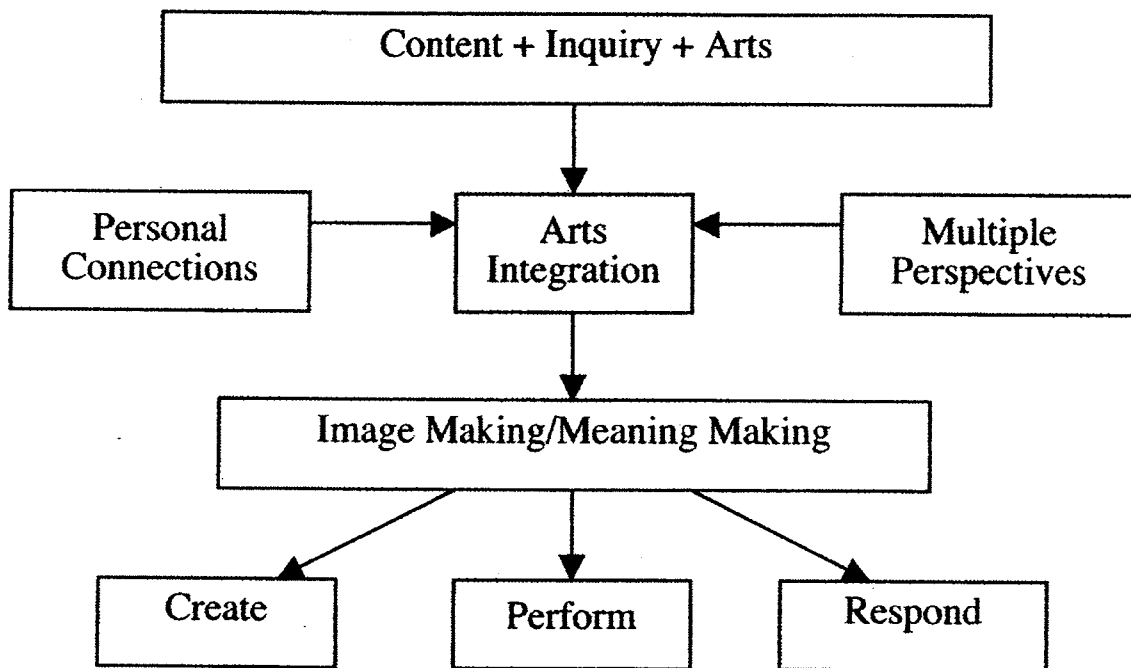 Content + Inquiry + Arts
Personal
Connections
Arts
Integration
Multiple
Perspectives
Image Making/Meaning Making
Create
Perform
Respond